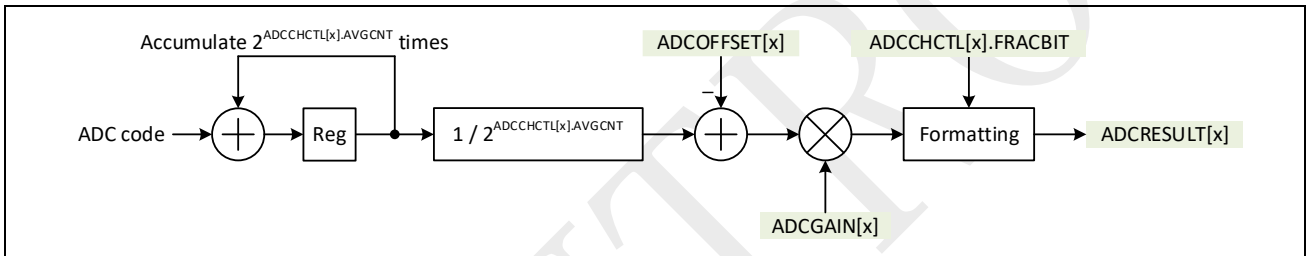 Accumulate 2^ADCCHCTL[x].AVGCNT times
ADCOFFSET[x]
ADCCHCTL[x].FRACBIT
–
ADC code
Reg
1 / 2^ADCCHCTL[x].AVGCNT
Formatting
ADCRESULT[x]
ADCGAIN[x]